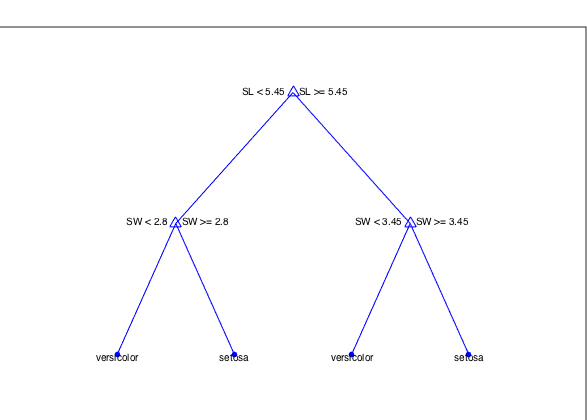 SL < 5.45 SL >= 5.45
SW < 2.8 SW >= 2.8 SW < 3.45 SW >= 3.45
versicolor setosa versicolor setosa